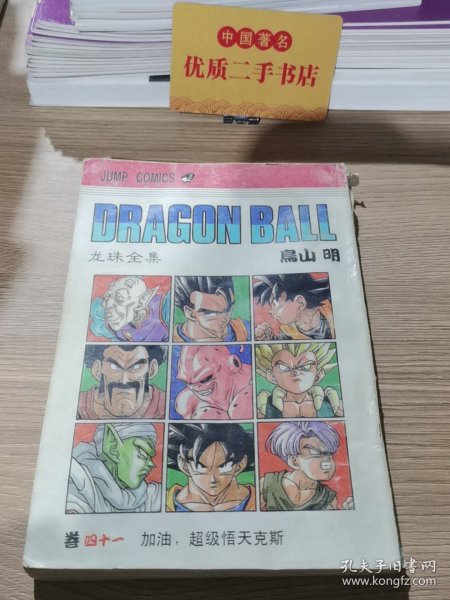 中国著名
优质二手书店
JUMP COMICS
DRAGON BALL
龙珠全集
鳥山 明
卷四十一 加油，超级悟天克斯
孔夫子旧书网
www.kongfz.com